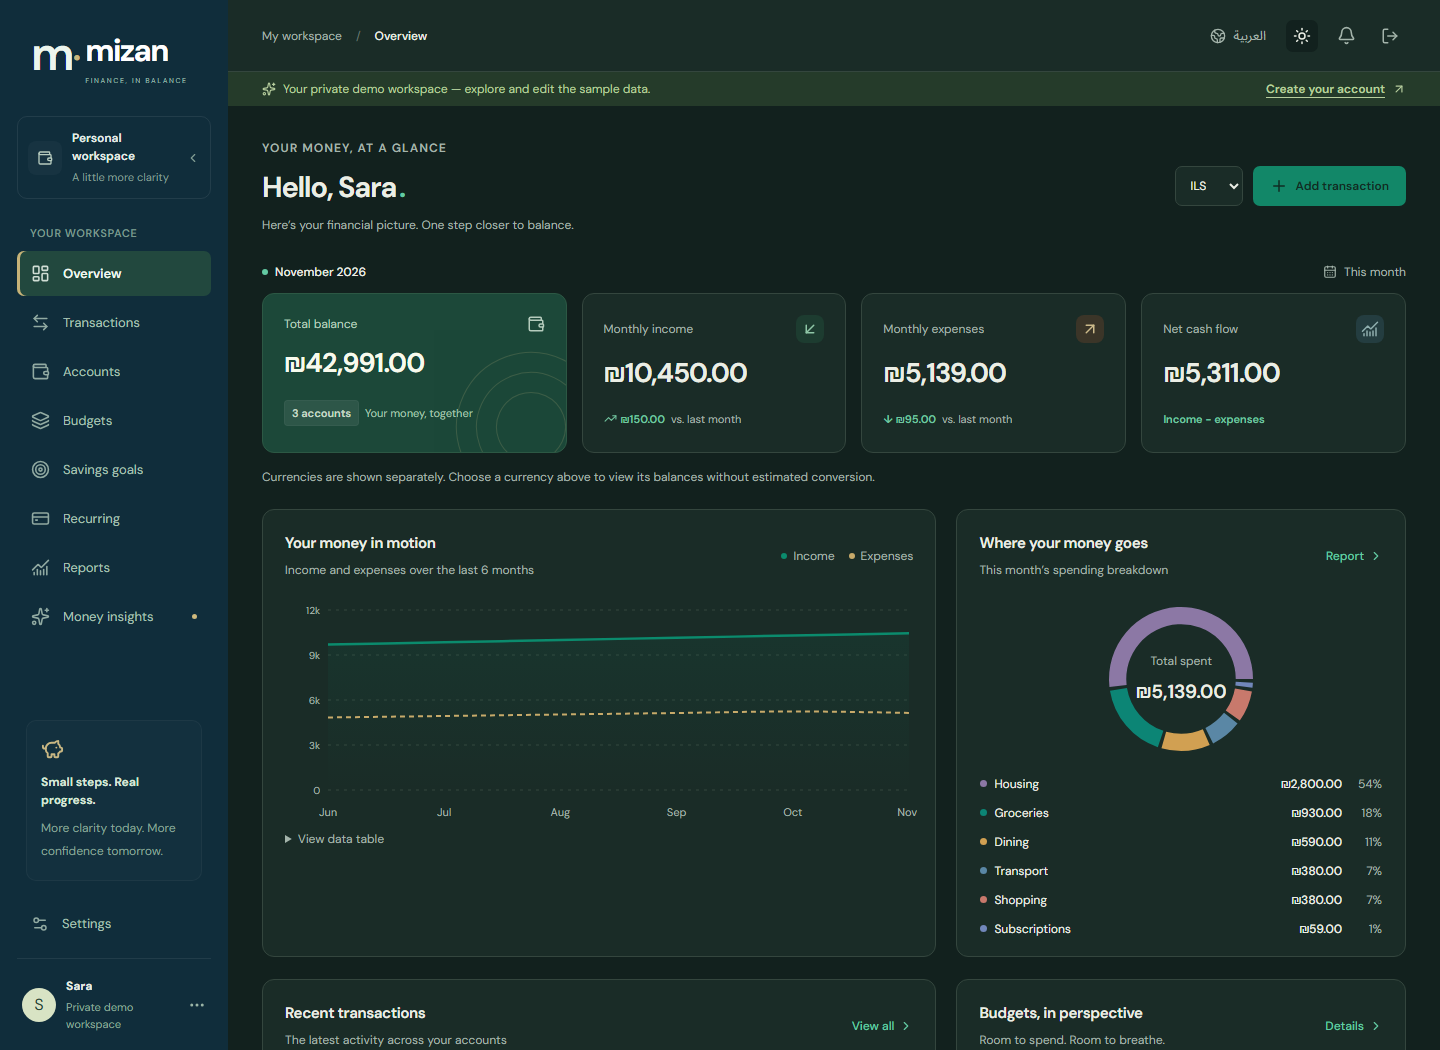 m. mizan
FINANCE, IN BALANCE
Personal
workspace
A little more clarity
YOUR WORKSPACE
Overview
Transactions
Accounts
Budgets
Savings goals
Recurring
Reports
Money insights
Small steps. Real
progress.
More clarity today. More
confidence tomorrow.
Settings
S
Sara
Private demo
workspace
My workspace / Overview
العربية
Your private demo workspace — explore and edit the sample data.
Create your account
YOUR MONEY, AT A GLANCE
Hello, Sara.
Here's your financial picture. One step closer to balance.
ILS
Add transaction
November 2026
This month
Total balance
₪42,991.00
3 accounts Your money, together
Monthly income
₪10,450.00
₪150.00 vs. last month
Monthly expenses
₪5,139.00
₪95.00 vs. last month
Net cash flow
₪5,311.00
Income − expenses
Currencies are shown separately. Choose a currency above to view its balances without estimated conversion.
Your money in motion
Income and expenses over the last 6 months
Income Expenses
12k
9k
6k
3k
0
Jun Jul Aug Sep Oct Nov
View data table
Where your money goes
This month's spending breakdown
Report
Total spent
₪5,139.00
Housing ₪2,800.00 54%
Groceries ₪930.00 18%
Dining ₪590.00 11%
Transport ₪380.00 7%
Shopping ₪380.00 7%
Subscriptions ₪59.00 1%
Recent transactions
The latest activity across your accounts
View all
Budgets, in perspective
Room to spend. Room to breathe.
Details